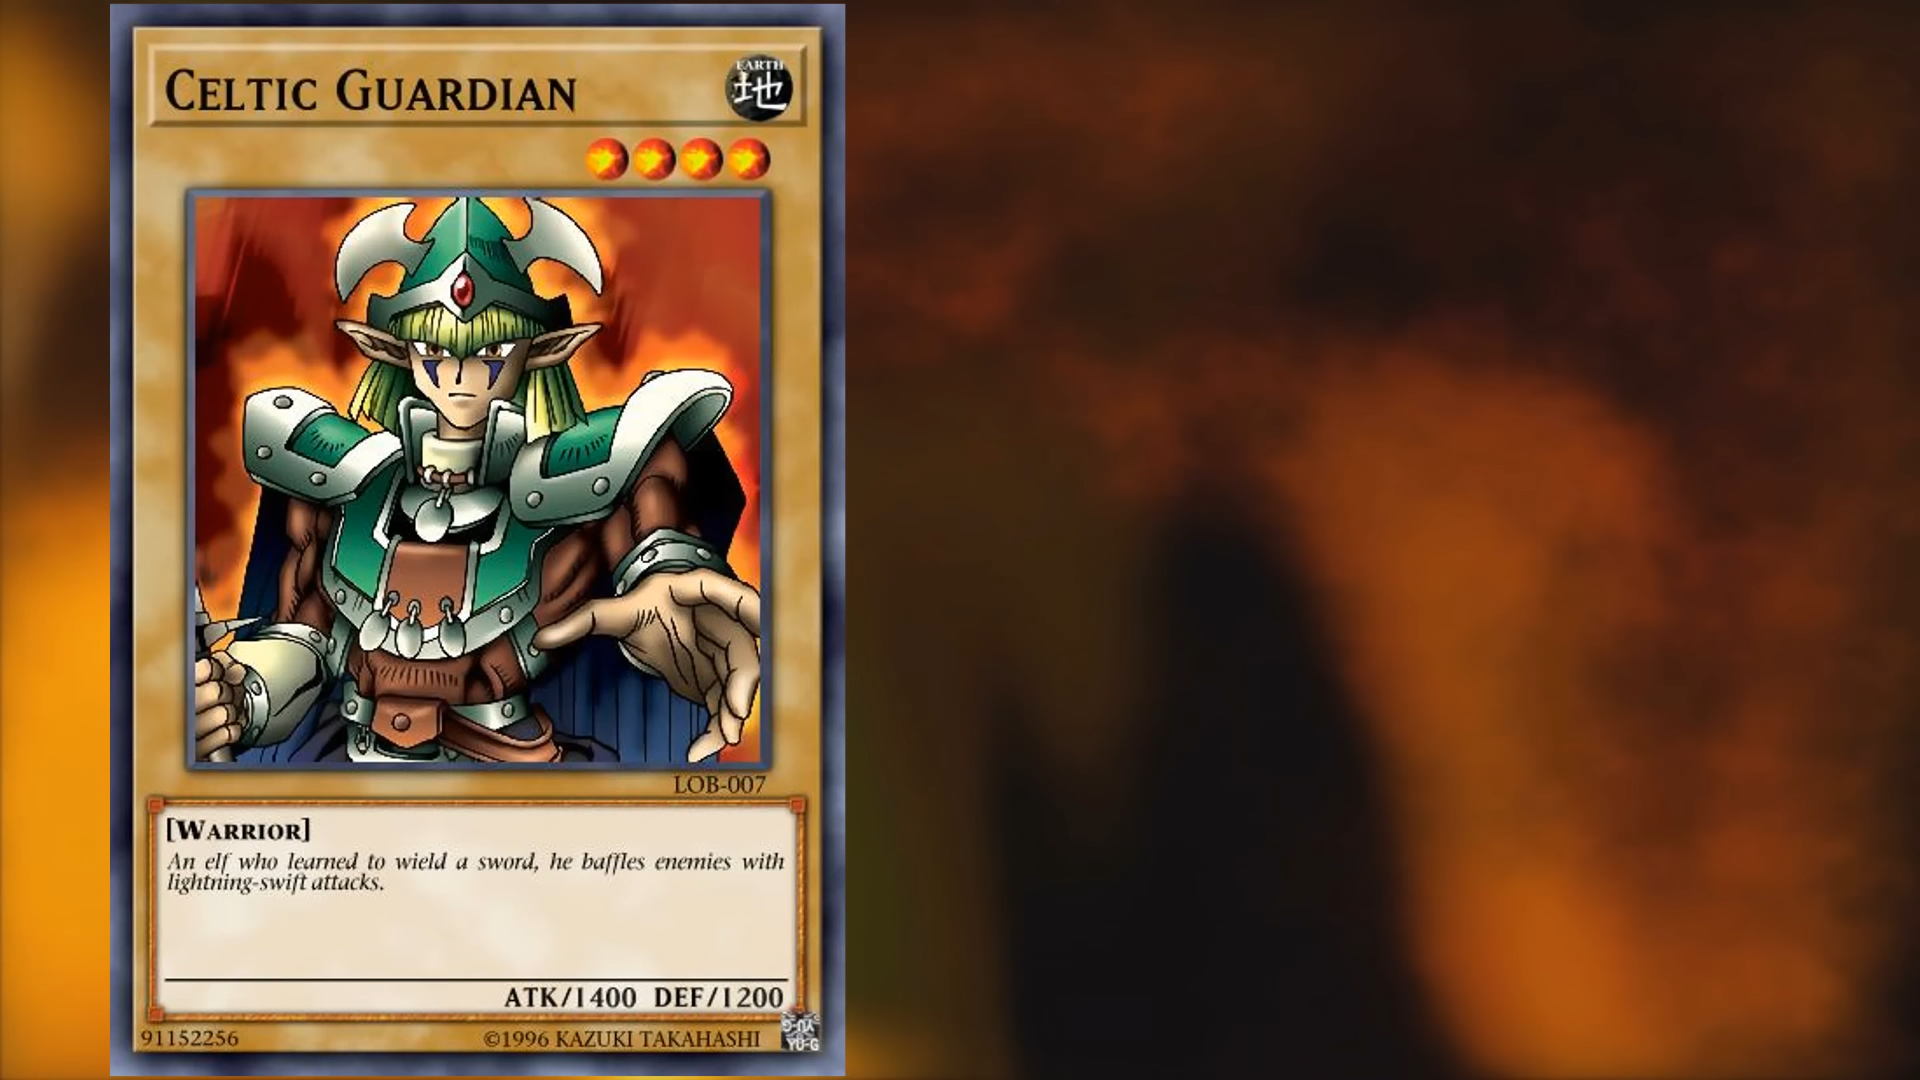 CELTIC GUARDIAN
EARTH
地
LOB-007
[WARRIOR]
An elf who learned to wield a sword, he baffles enemies with
lightning-swift attacks.
ATK/1400 DEF/1200
91152256
©1996 KAZUKI TAKAHASHI